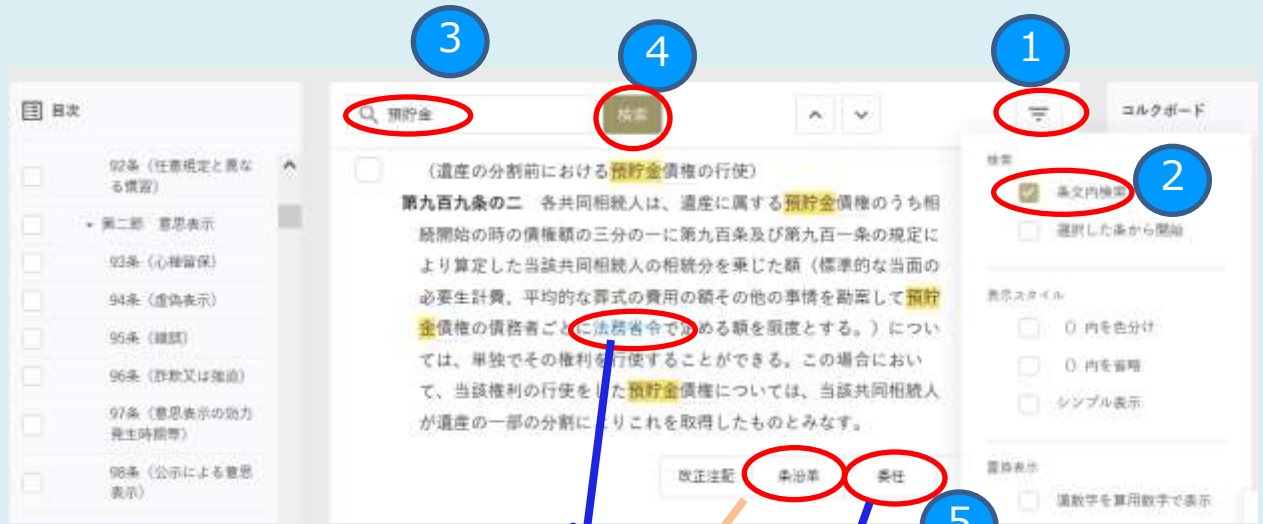 3
4
1
目次
預貯金
検索
コルクボード
92条（任意規定と異な
る慣習）
第二節 意思表示
93条（心裡留保）
94条（虚偽表示）
95条（錯誤）
96条（詐欺又は強迫）
97条（意思表示の効力
発生時期等）
98条（公示による意思
表示）
（遺産の分割前における預貯金債権の行使）
第九百九条の二 各共同相続人は、遺産に属する預貯金債権のうち相
続開始の時の債権額の三分の一に第九百条及び第九百一条の規定に
より算定した当該共同相続人の相続分を乗じた額（標準的な当面の
必要生計費、平均的な葬式の費用の額その他の事情を勘案して預貯
金債権の債務者ごとに法務省令で定める額を限度とする。）につい
ては、単独でその権利を行使することができる。この場合におい
て、当該権利の行使をした預貯金債権については、当該共同相続人
が遺産の一部の分割によりこれを取得したものとみなす。
改正注記
条沿革
委任
5
検索
条文内検索
2
選択した条から開始
表示スタイル
() 内を色分け
() 内を省略
シンプル表示
置換表示
漢数字を算用数字で表示